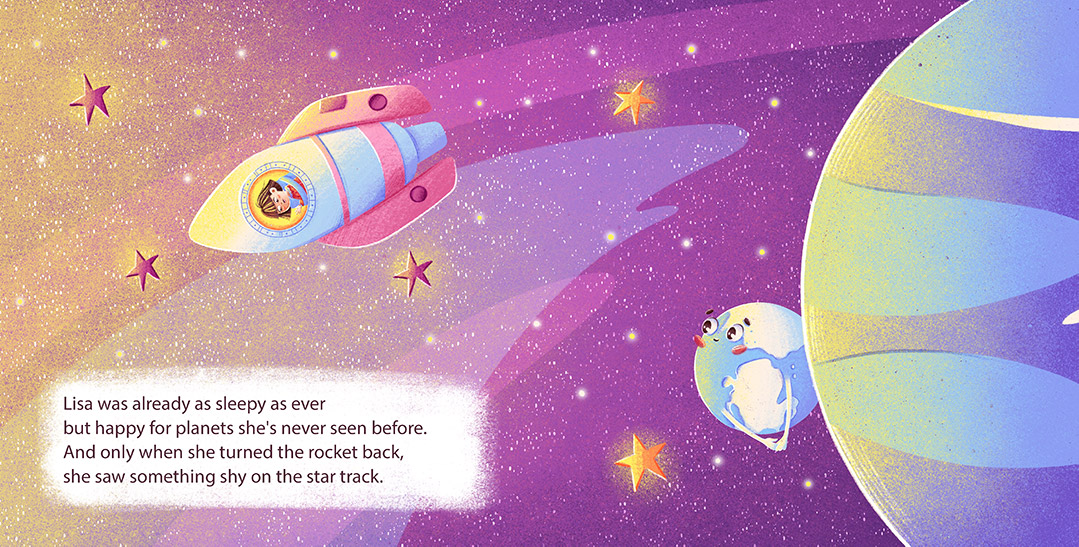 Lisa was already as sleepy as ever
but happy for planets she's never seen before.
And only when she turned the rocket back,
she saw something shy on the star track.